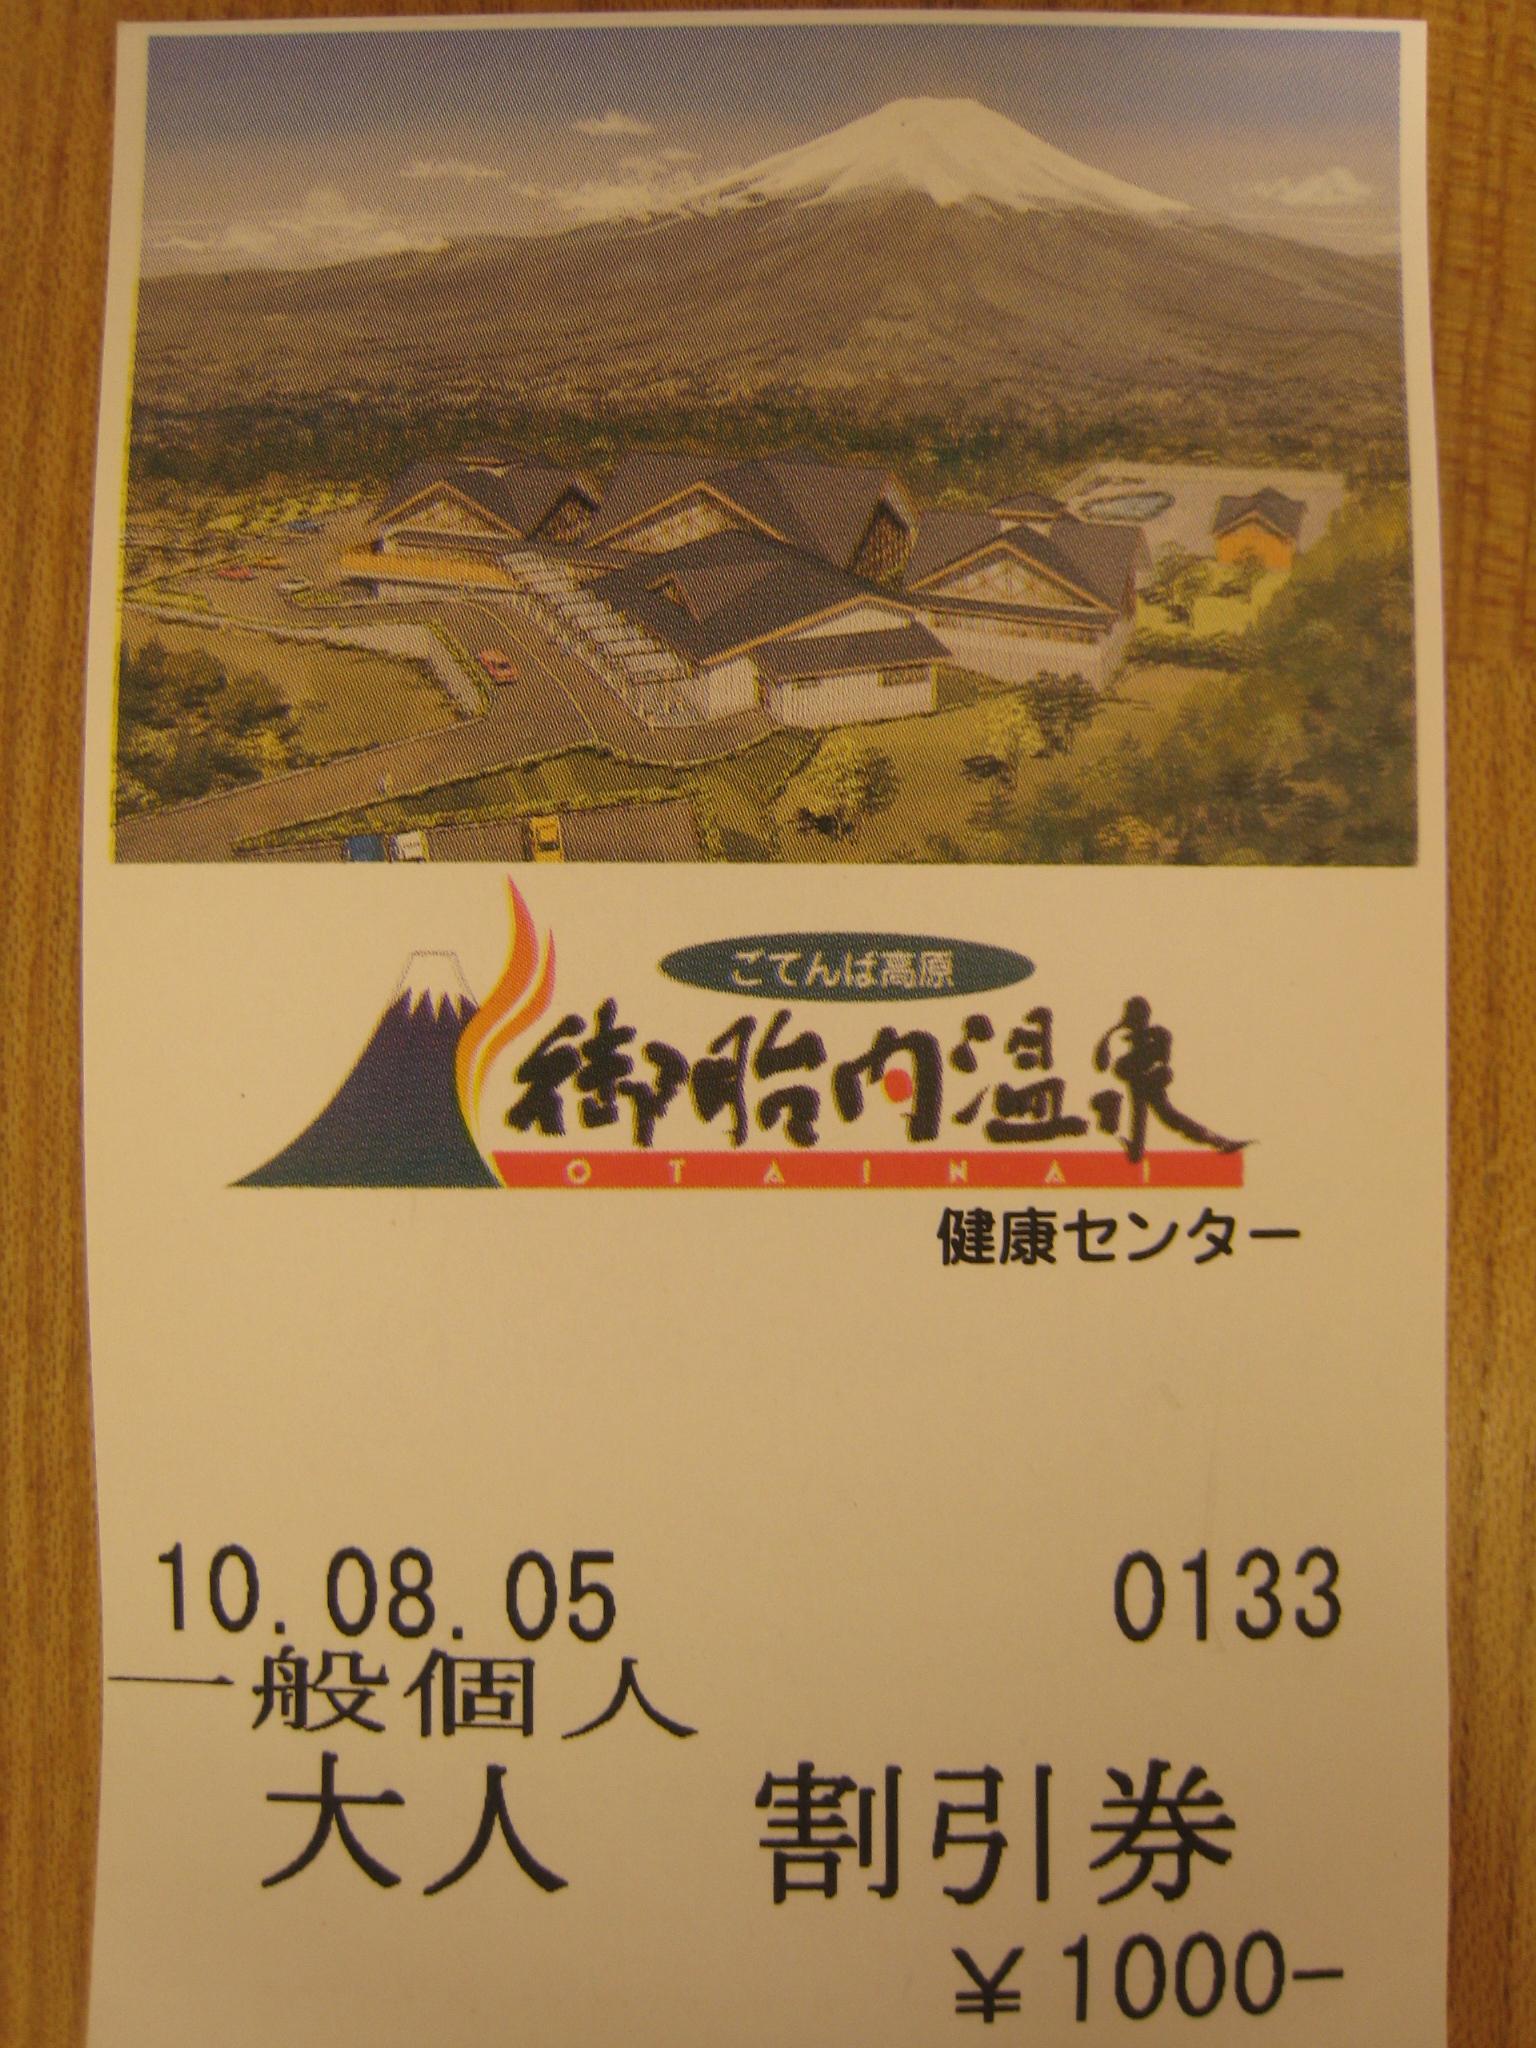 ごてんば高原
御胎内温泉
OTAINAI
健康センター
10.08.05 0133
一般個人
大人 割引券
¥1000-